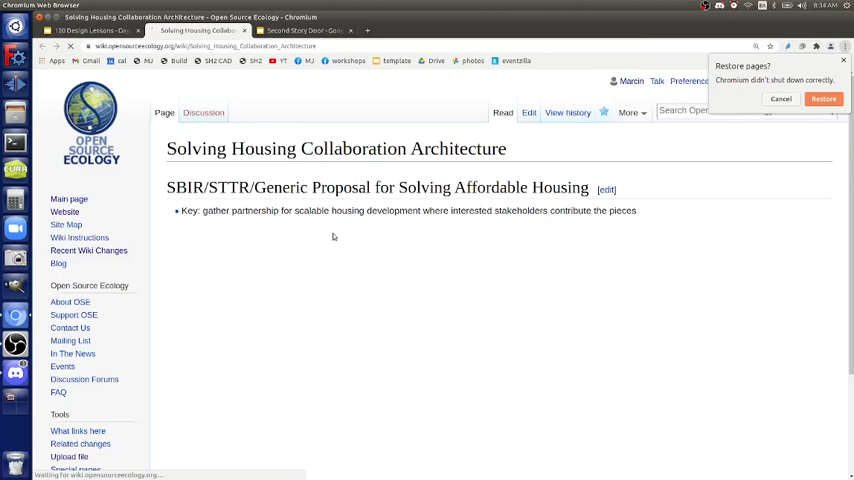 Chromium Web Browser
8:34 AM
Solving Housing Collaboration Architecture - Open Source Ecology - Chromium
120 Design Lessons - Da
Solving Housing Collabor
Second Story Door - Goog
wiki.opensourceecology.org/wiki/Solving_Housing_Collaboration_Architecture
Apps
Gmail
cal
MJ
Build
SH2 CAD
SH2
YT
MJ
workshops
template
Drive
photos
eventzilla
Restore pages?
Chromium didn't shut down correctly.
Cancel
Restore
Marcin
Talk
Preference
Page
Discussion
Read
Edit
View history
More
Search Open
OPEN
SOURCE
ECOLOGY
Solving Housing Collaboration Architecture
SBIR/STTR/Generic Proposal for Solving Affordable Housing [edit]
• Key: gather partnership for scalable housing development where interested stakeholders contribute the pieces
Main page
Website
Site Map
Wiki Instructions
Recent Wiki Changes
Blog
Open Source Ecology
About OSE
Support OSE
Contact Us
Mailing List
In The News
Events
Discussion Forums
FAQ
Tools
What links here
Related changes
Upload file
Special pages
Waiting for wiki.opensourceecology.org...
CURA